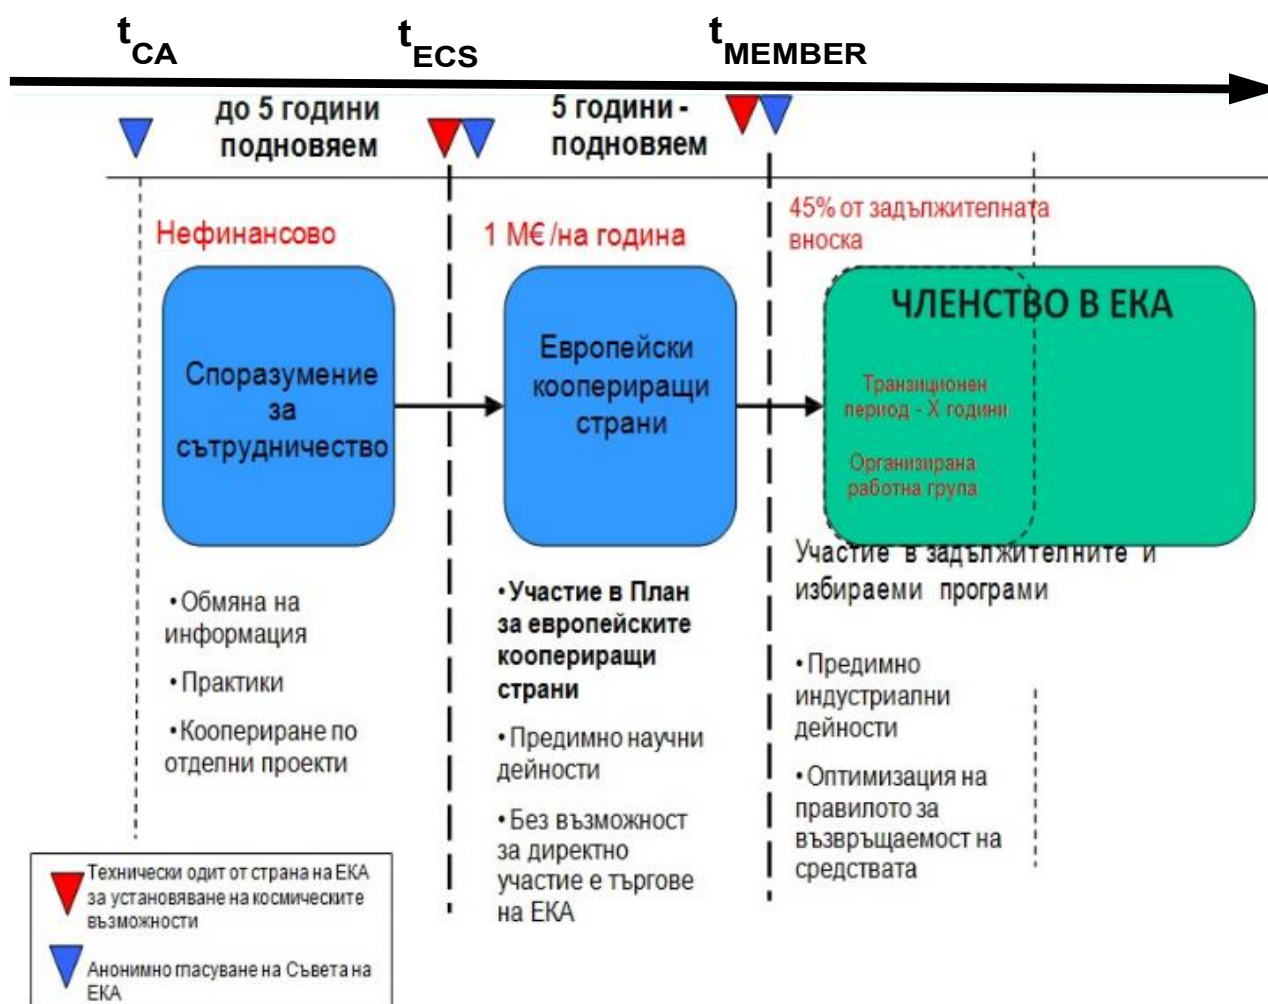 t CA
t ECS
t MEMBER
до 5 години
подновяем
5 години -
подновяем
Нефинансово
1 М€ /на година
45% от задължителната
вноска
Споразумение
за
сътрудничество
Европейски
коопериращи
страни
ЧЛЕНСТВО В ЕКА
Транзиционен
период - X години
Организирана
работна група
• Обмяна на
информация
• Практики
• Коопериране по
отделни проекти
• Участие в План
за европейските
коопериращи
страни
• Предимно научни
дейности
• Без възможност
за директно
участие е търгове
на ЕКА
Участие в задължителните и
избираеми програми
• Предимно
индустриални
дейности
• Оптимизация на
правилото за
възвръщаемост на
средствата
Технически одит от страна на ЕКА
за установяване на космическите
възможности
Анонимно гласуване на Съвета на
ЕКА